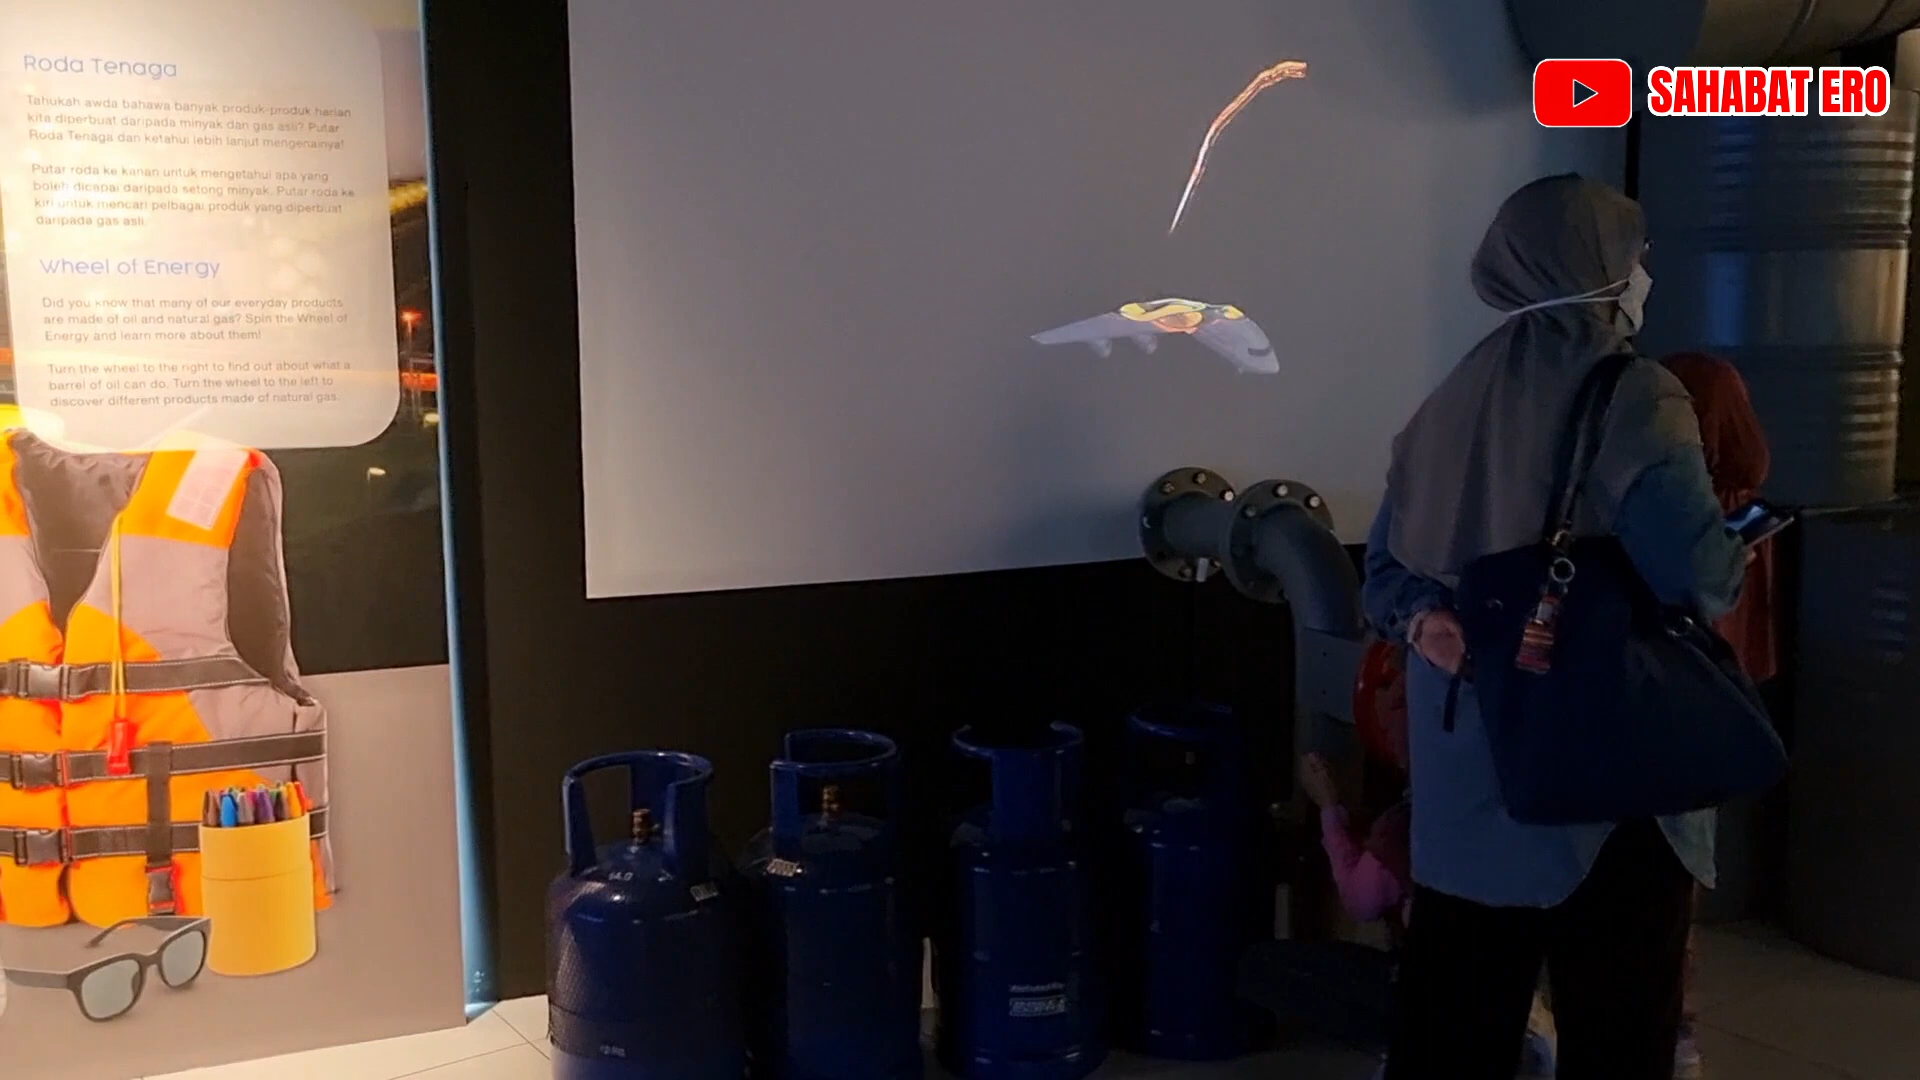 Roda Tenaga
Tahukah awda bahawa banyak produk-produk harian
kita diperbuat daripada minyak dan gas asli? Putar
Roda Tenaga dan ketahui lebih lanjut mengenainya!
Putar roda ke kanan untuk mengetahui apa yang
boleh dicapai daripada setong minyak. Putar roda ke
kiri untuk mencari pelbagai produk yang diperbuat
daripada gas asli.
Wheel of Energy
Did you know that many of our everyday products
are made of oil and natural gas? Spin the Wheel of
Energy and learn more about them!
Turn the wheel to the right to find out about what a
barrel of oil can do. Turn the wheel to the left to
discover different products made of natural gas.
SAHABAT ERO